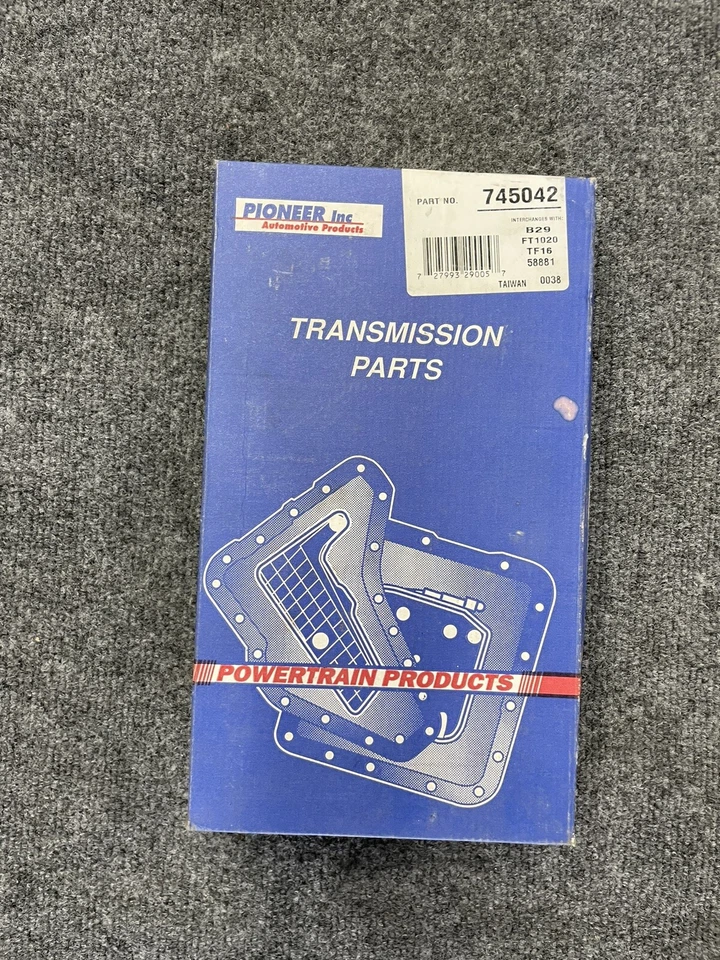 PIONEER Inc
Automotive Products
PART NO. 745042
INTERCHANGES WITH:
B29
FT1020
TF16
58881
7 27993 29005 7
TAIWAN 0038
TRANSMISSION
PARTS
POWERTRAIN PRODUCTS